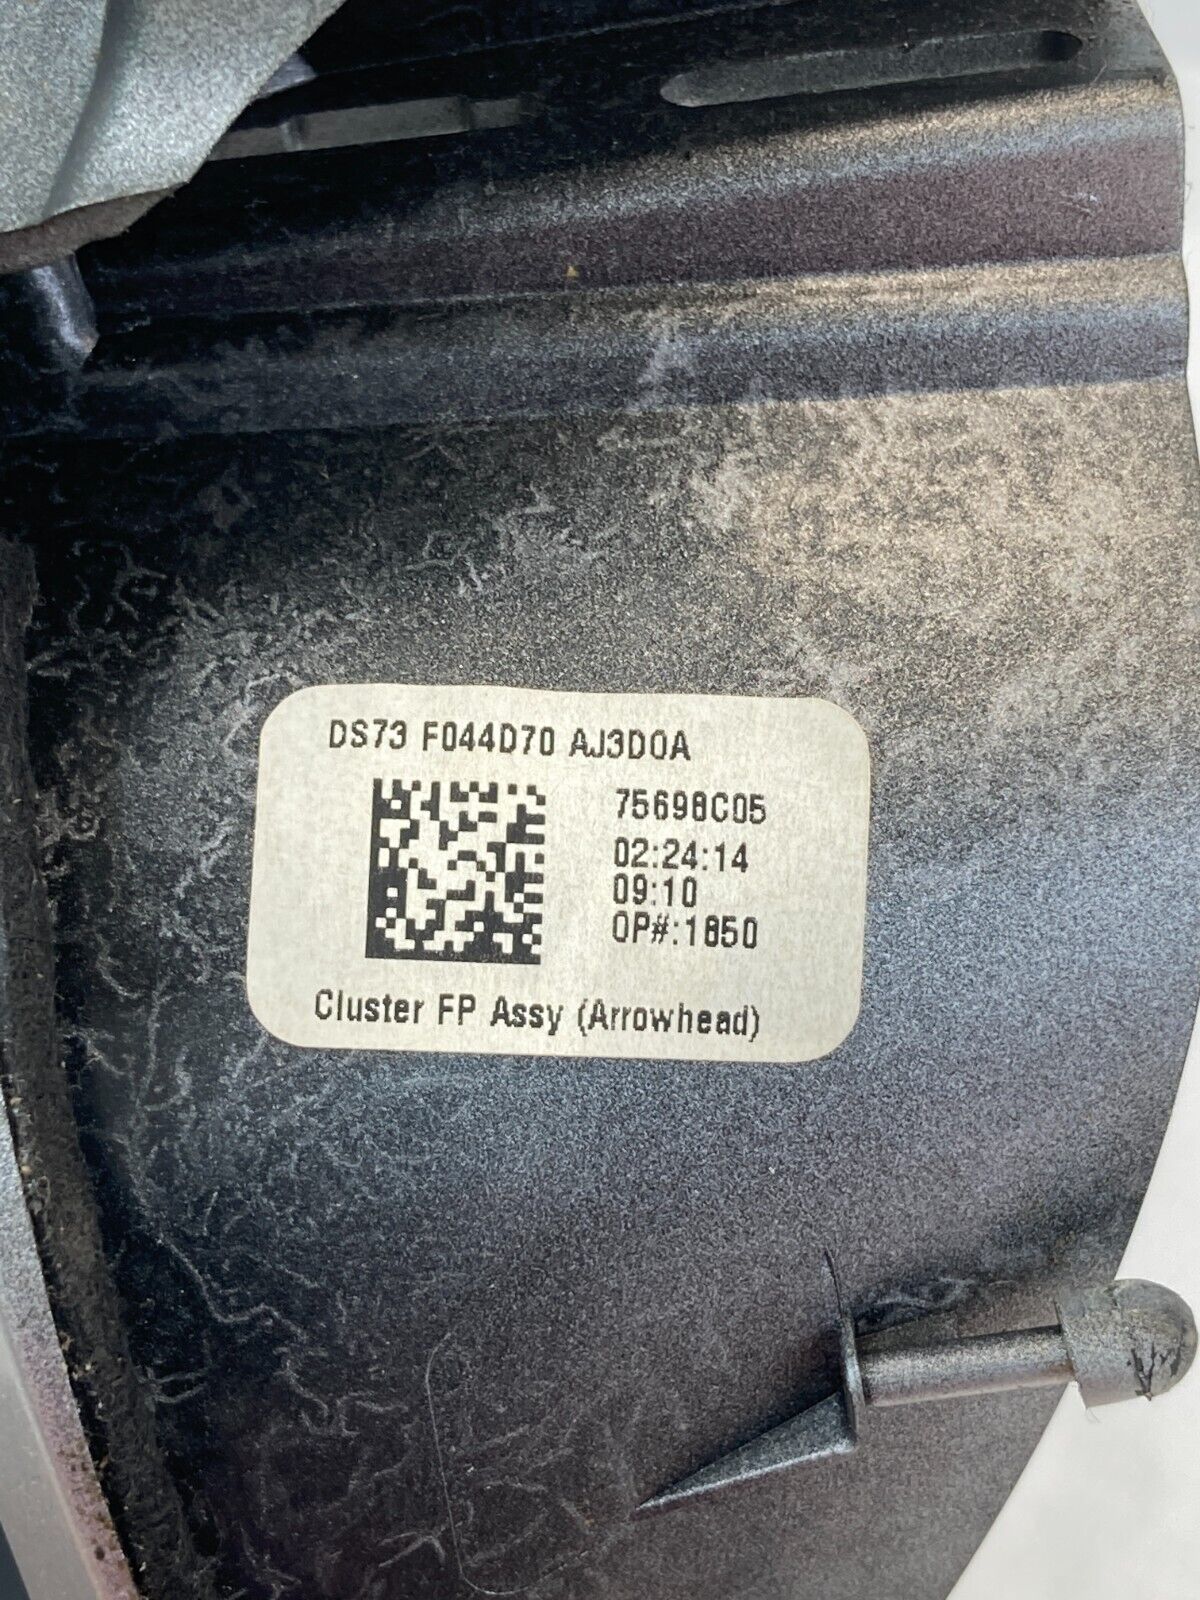 DS73 F044D70 AJ3D0A
75698C05
02:24:14
09:10
OP#:1850
Cluster FP Assy (Arrowhead)